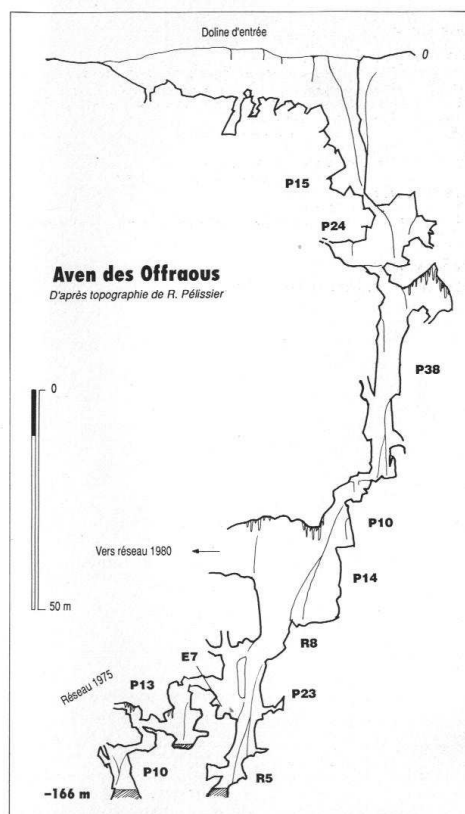 Doline d'entrée
0
P15
P24
Aven des Offraous
D'après topographie de R. Pélissier
0
P38
P10
Vers réseau 1980
P14
50 m
R8
E7
Réseau 1975
P13
P23
P10
R5
–166 m